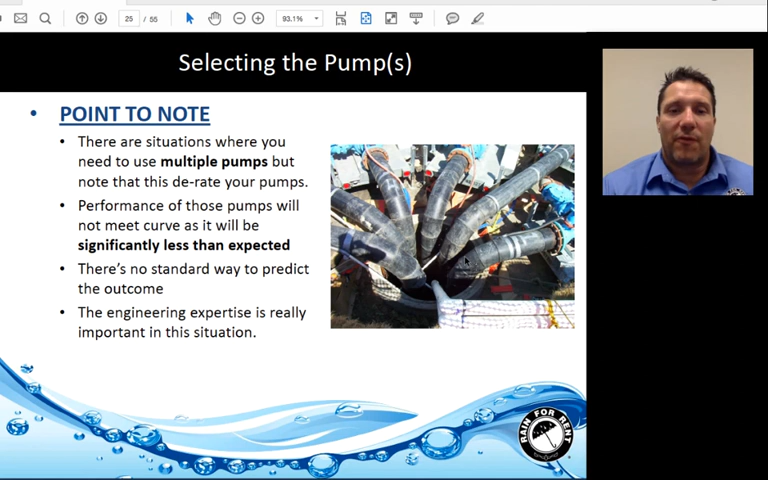 25 / 55
93.1%
Selecting the Pump(s)
• POINT TO NOTE
• There are situations where you
need to use multiple pumps but
note that this de-rate your pumps.
• Performance of those pumps will
not meet curve as it will be
significantly less than expected
• There's no standard way to predict
the outcome
• The engineering expertise is really
important in this situation.
RAIN FOR RENT